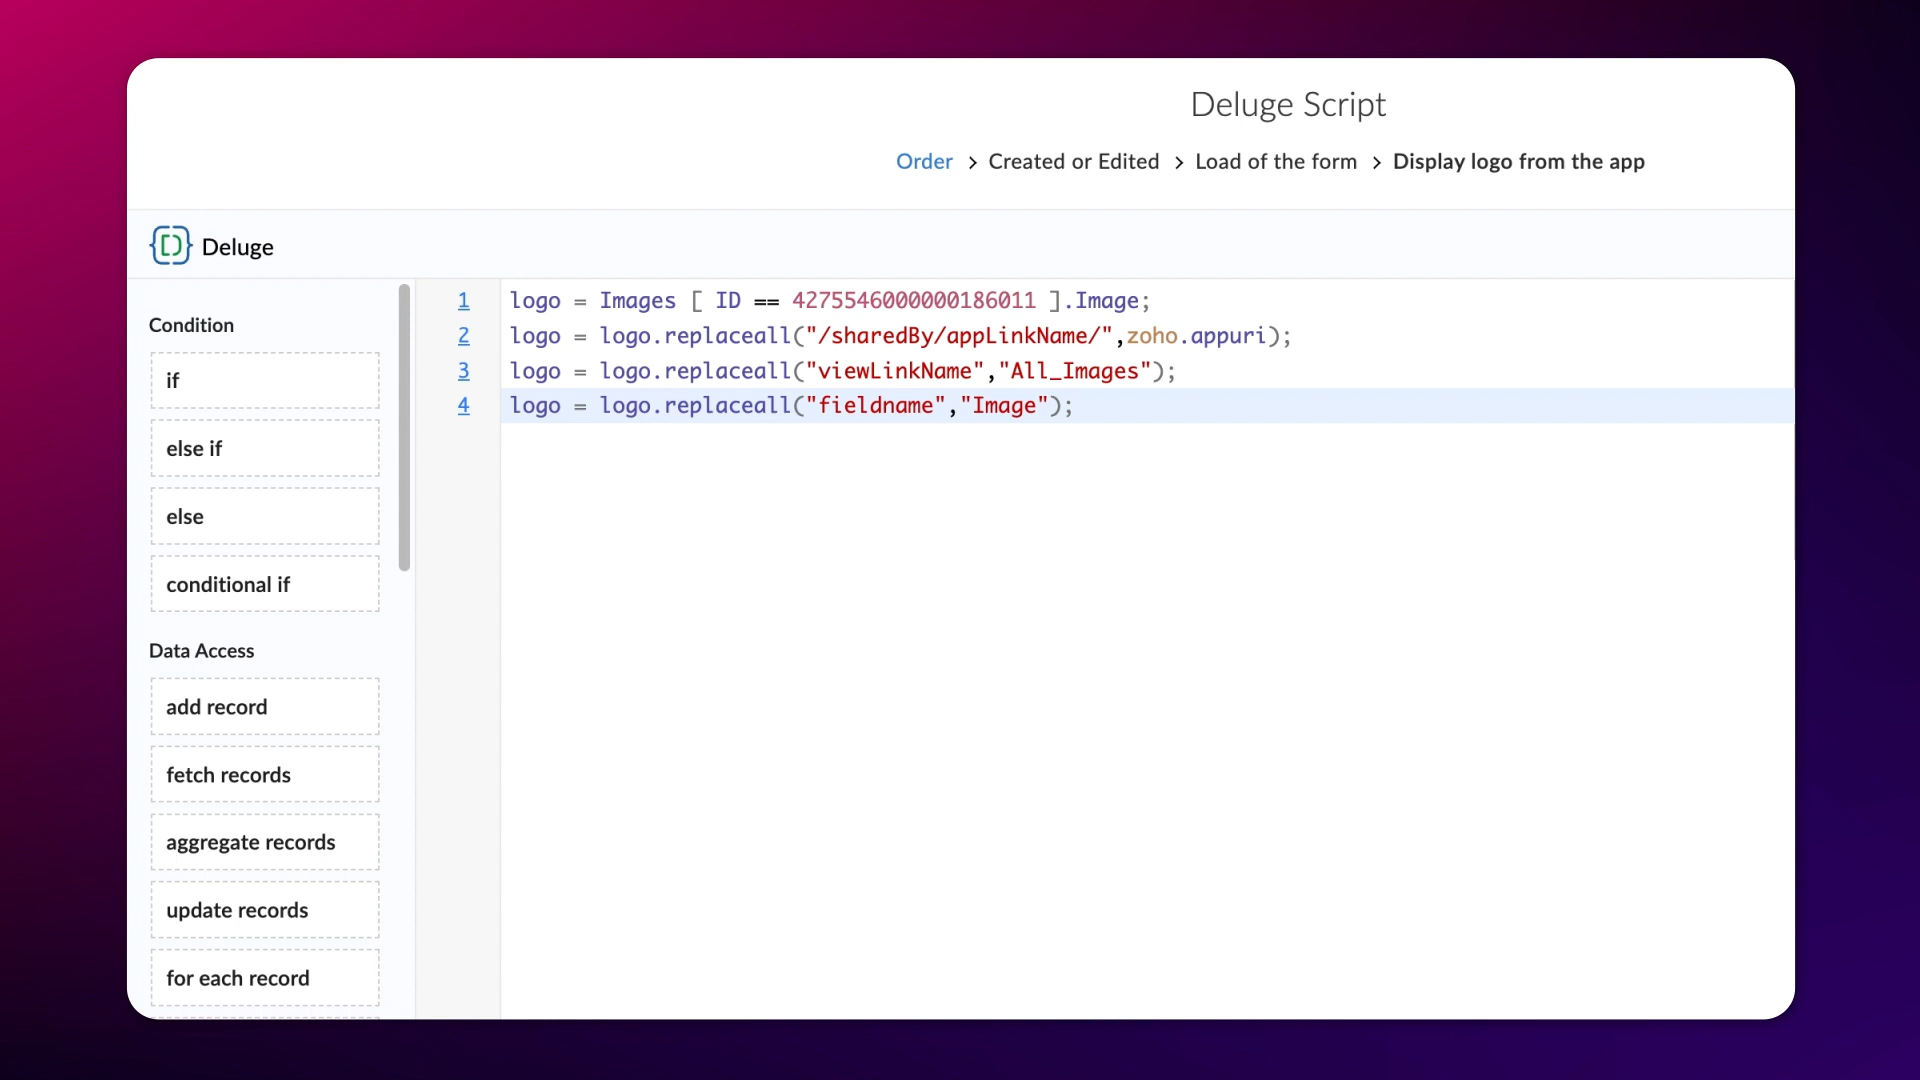 Deluge Script
Order > Created or Edited > Load of the form > Display logo from the app
{[]} Deluge
Condition
if
else if
else
conditional if
Data Access
add record
fetch records
aggregate records
update records
for each record
1 logo = Images [ ID == 4275546000000186011 ].Image;
2 logo = logo.replaceall("/sharedBy/appLinkName/",zoho.appuri);
3 logo = logo.replaceall("viewLinkName","All_Images");
4 logo = logo.replaceall("fieldname","Image");